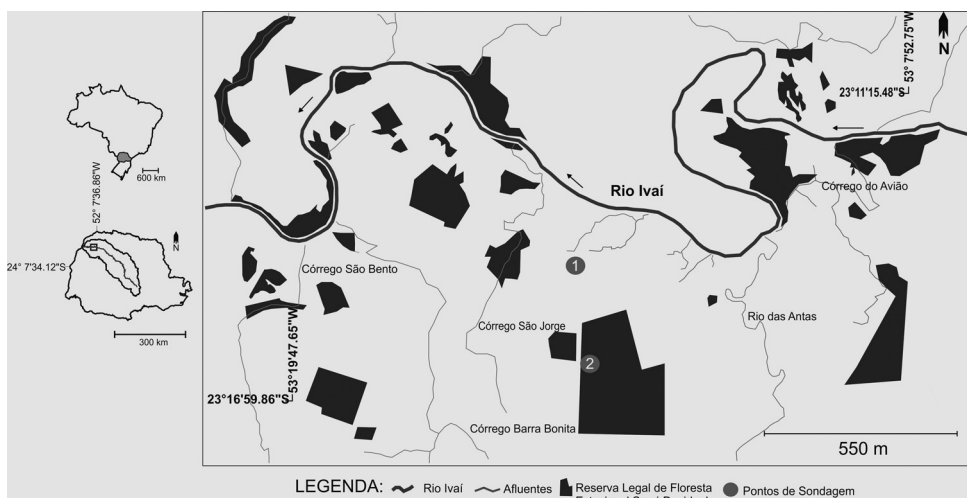 53° 7'52.75"W
N
23°11'15.48"S
600 km
52° 7'36.86"W
Rio Ivaí
Córrego do Avião
N
24° 7'34.12"S
Córrego São Bento
1
300 km
53°19'47.65"W
Córrego São Jorge
Rio das Antas
2
23°16'59.86"S
Córrego Barra Bonita
550 m
LEGENDA: Rio Ivaí Afluentes Reserva Legal de Floresta Pontos de Sondagem